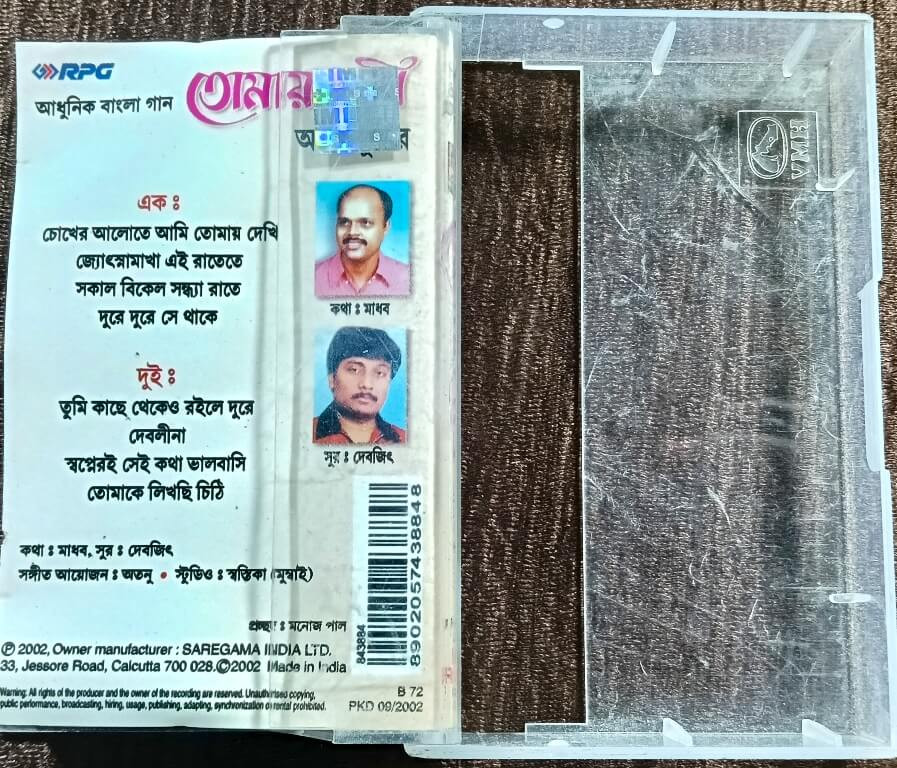 RPG
আধুনিক বাংলা গান
তোমায়
এক :
চোখের আলোতে আমি তোমায় দেখি
জ্যোৎস্নামাখা এই রাতেতে
সকাল বিকেল সন্ধ্যা রাতে
দূরে দূরে সে থাকে
কথা : মাধব
দুই :
তুমি কাছে থেকেও রইলে দূরে
দেবলীনা
স্বপ্নেরই সেই কথা ভালবাসি
তোমাকে লিখছি চিঠি
সুর : দেবজিৎ
কথা : মাধব, সুর : দেবজিৎ
সঙ্গীত আয়োজন : অতনু • স্টুডিও : স্বস্তিকা (মুম্বাই)
প্রচ্ছদ : মনোজ পাল
843884
8902057438848
℗ 2002, Owner manufacturer : SAREGAMA INDIA LTD.
33, Jessore Road, Calcutta 700 028.©2002 Made in India
Warning: All rights of the producer and the owner of the recording are reserved. Unauthorised copying,
public performance, broadcasting, hiring, usage, publishing, adapting, synchronization or rental prohibited.
B 72
PKD 09/2002
VMH